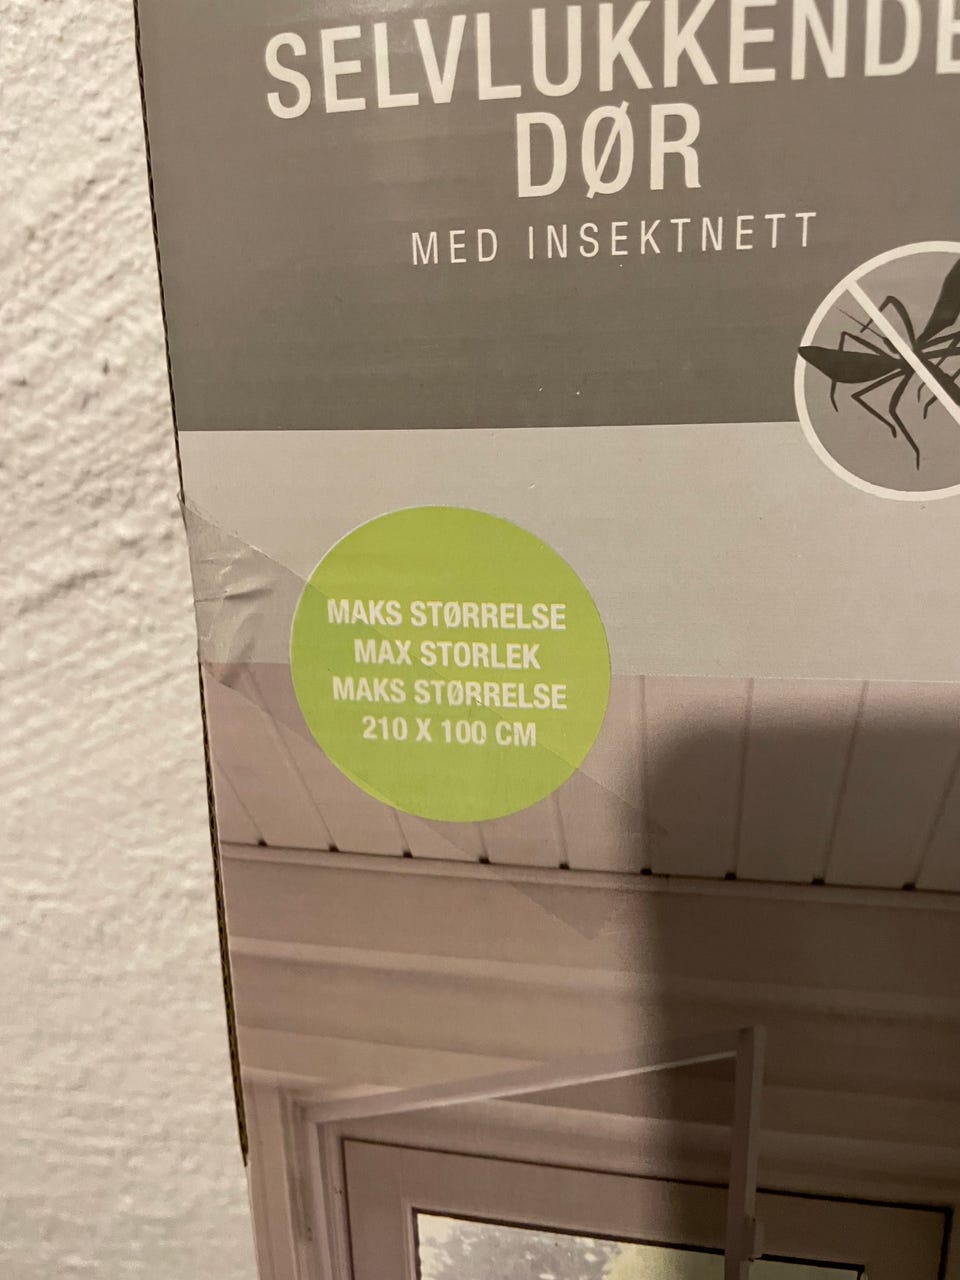 SELVLUKKENDE
DØR
MED INSEKTNETT
MAKS STØRRELSE
MAX STORLEK
MAKS STØRRELSE
210 X 100 CM